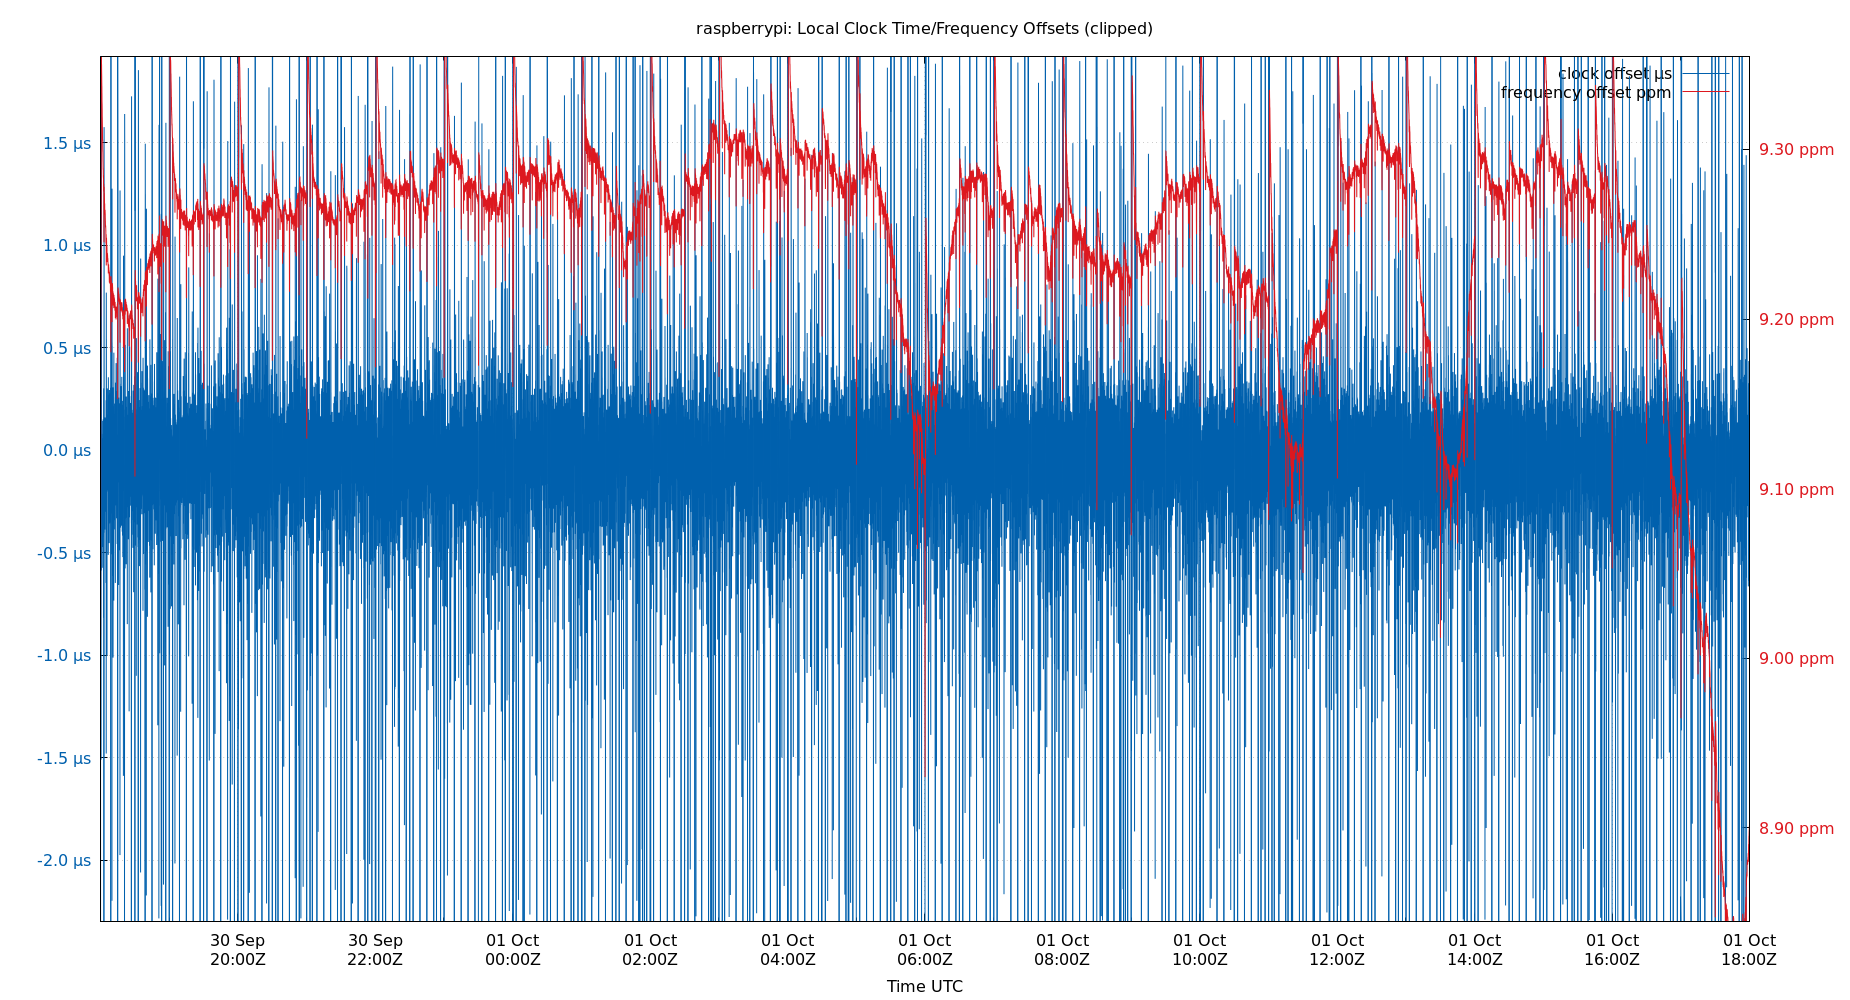 raspberrypi: Local Clock Time/Frequency Offsets (clipped)
clock offset µs
frequency offset ppm
1.5 µs
1.0 µs
0.5 µs
0.0 µs
-0.5 µs
-1.0 µs
-1.5 µs
-2.0 µs
9.30 ppm
9.20 ppm
9.10 ppm
9.00 ppm
8.90 ppm
30 Sep 30 Sep 01 Oct 01 Oct 01 Oct 01 Oct 01 Oct 01 Oct 01 Oct 01 Oct 01 Oct 01 Oct
20:00Z 22:00Z 00:00Z 02:00Z 04:00Z 06:00Z 08:00Z 10:00Z 12:00Z 14:00Z 16:00Z 18:00Z
Time UTC